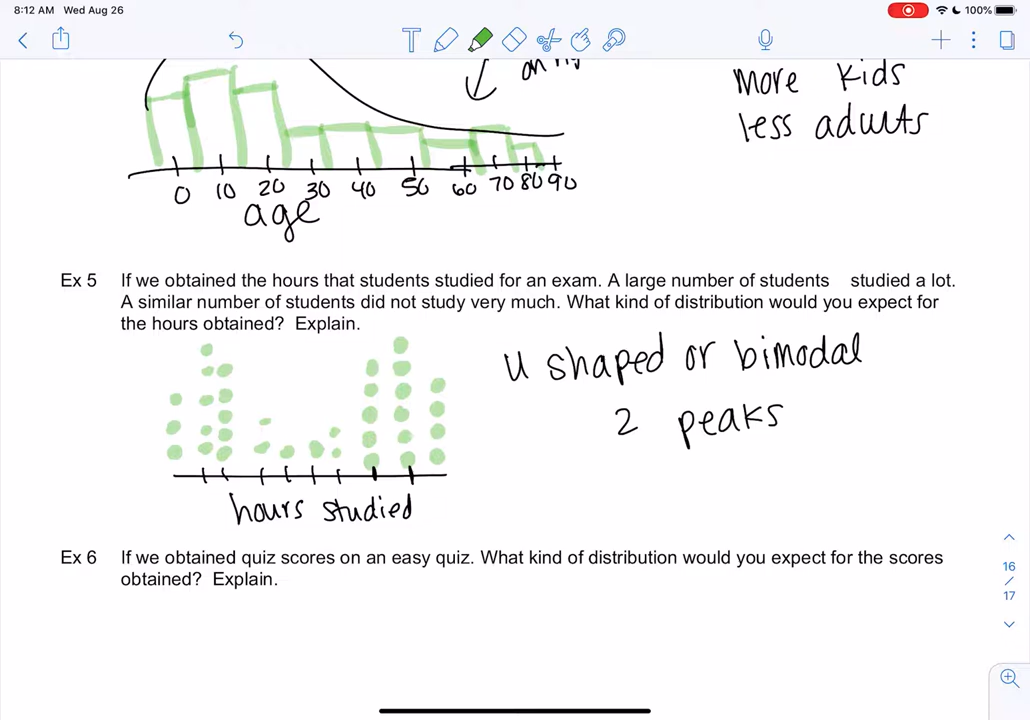 8:12 AM Wed Aug 26
100%
T
on
more kids
less adults
0 10 20 30 40 50 60 70 80 90
age
Ex 5 If we obtained the hours that students studied for an exam. A large number of students studied a lot.
A similar number of students did not study very much. What kind of distribution would you expect for
the hours obtained? Explain.
u shaped or bimodal
2 peaks
hours studied
Ex 6 If we obtained quiz scores on an easy quiz. What kind of distribution would you expect for the scores
obtained? Explain.
16
/
17